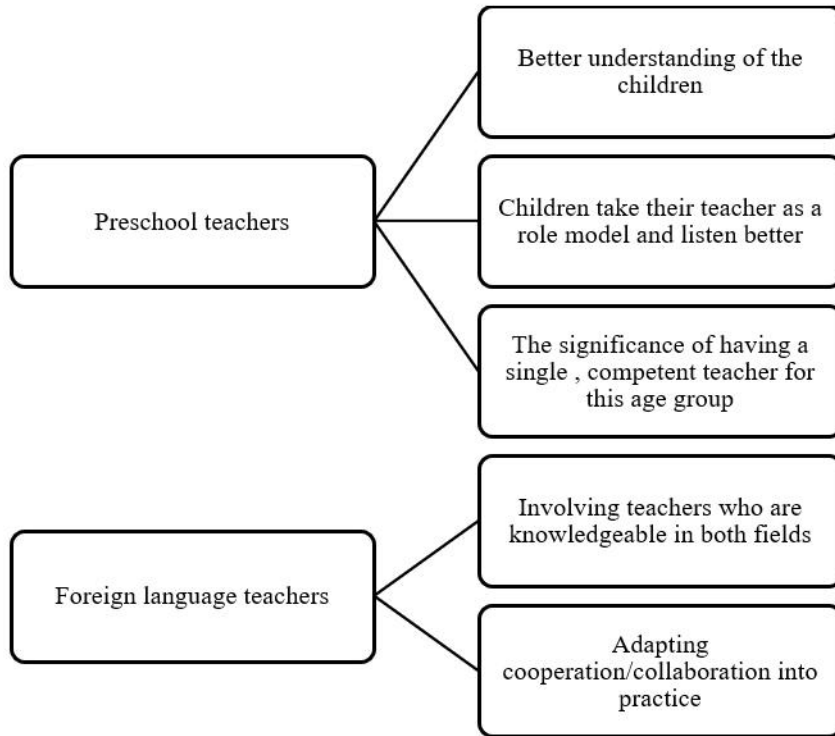 Preschool teachers
Better understanding of the
children
Children take their teacher as a
role model and listen better
The significance of having a
single , competent teacher for
this age group
Foreign language teachers
Involving teachers who are
knowledgeable in both fields
Adapting
cooperation/collaboration into
practice